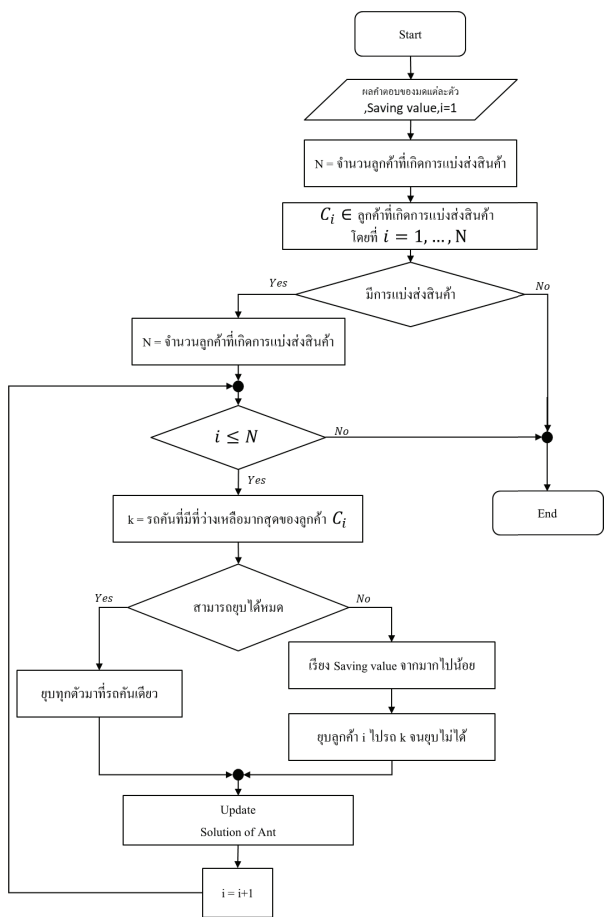 Start
ผลคำตอบของมดแต่ละตัว
,Saving value,i=1
N = จำนวนลูกค้าที่เกิดการแบ่งส่งสินค้า
C_i ∈ ลูกค้าที่เกิดการแบ่งส่งสินค้า
โดยที่ i = 1, ... , N
Yes
มีการแบ่งส่งสินค้า
No
N = จำนวนลูกค้าที่เกิดการแบ่งส่งสินค้า
i ≤ N
No
Yes
k = รถคันที่มีที่ว่างเหลือมากสุดของลูกค้า C_i
End
Yes
สามารถยุบได้หมด
No
เรียง Saving value จากมากไปน้อย
ยุบทุกตัวมาที่รถคันเดียว
ยุบลูกค้า i ไปรถ k จนยุบไม่ได้
Update
Solution of Ant
i = i+1